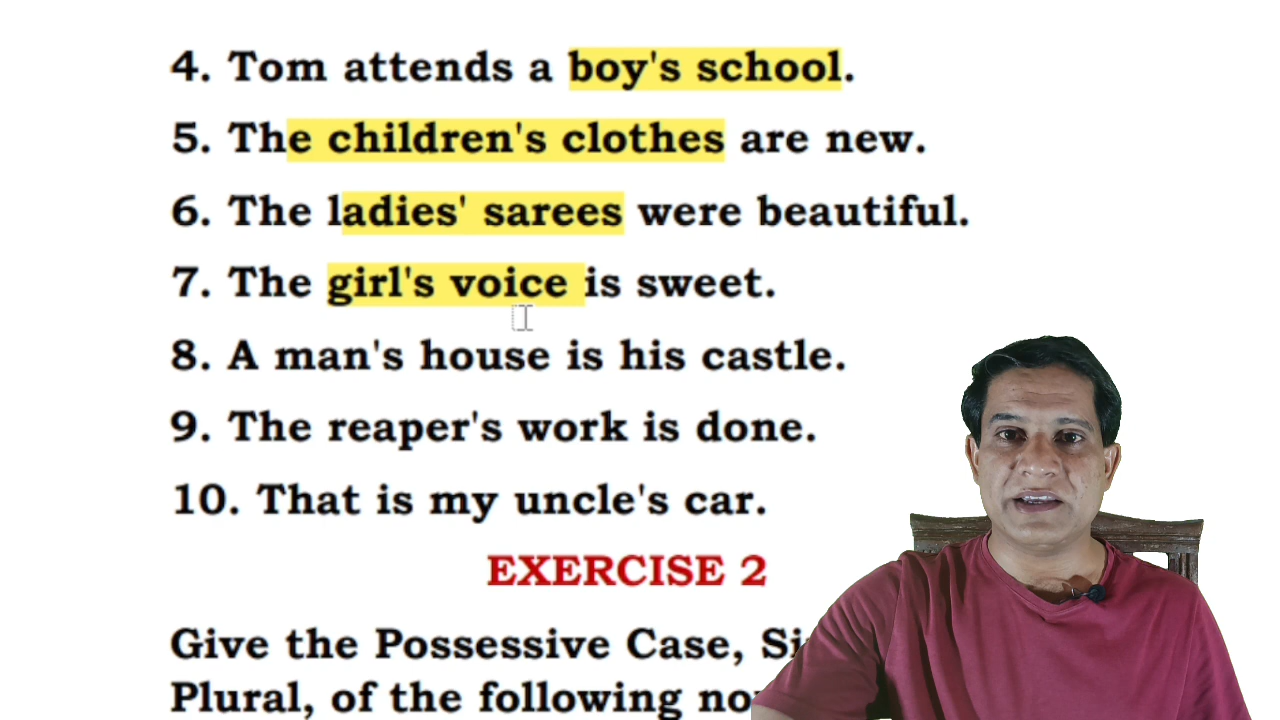 4. Tom attends a boy's school.
5. The children's clothes are new.
6. The ladies' sarees were beautiful.
7. The girl's voice is sweet.
8. A man's house is his castle.
9. The reaper's work is done.
10. That is my uncle's car.
EXERCISE 2
Give the Possessive Case,
Plural, of the following